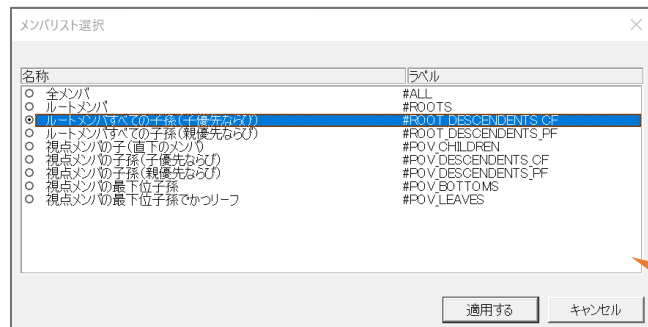 メンバリスト選択
名称 ラベル
全メンバ #ALL
ルートメンバ #ROOTS
ルートメンバすべての子孫(子優先ならび) #ROOT_DESCENDENTS_CF
ルートメンバすべての子孫(親優先ならび) #ROOT_DESCENDENTS_PF
視点メンバの子(直下のメンバ) #POV_CHILDREN
視点メンバの子孫(子優先ならび) #POV_DESCENDENTS_CF
視点メンバの子孫(親優先ならび) #POV_DESCENDENTS_PF
視点メンバの最下位子孫 #POV_BOTTOMS
視点メンバの最下位子孫でかつリーフ #POV_LEAVES
適用する キャンセル